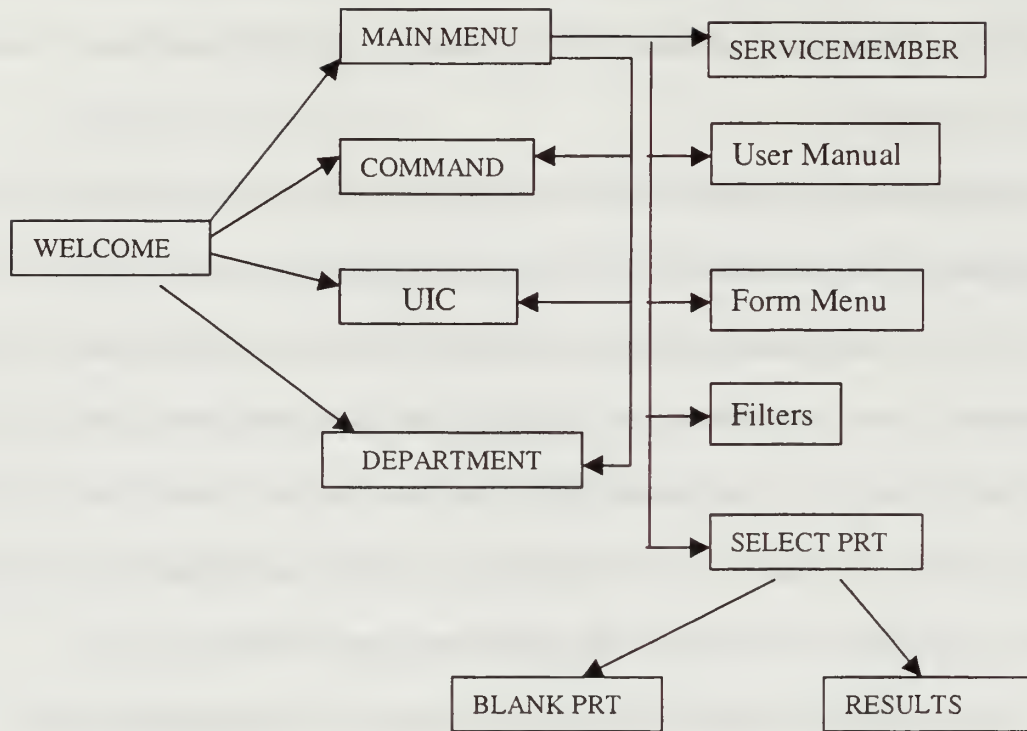 MAIN MENU
SERVICEMEMBER
COMMAND
User Manual
WELCOME
UIC
Form Menu
Filters
DEPARTMENT
SELECT PRT
BLANK PRT
RESULTS